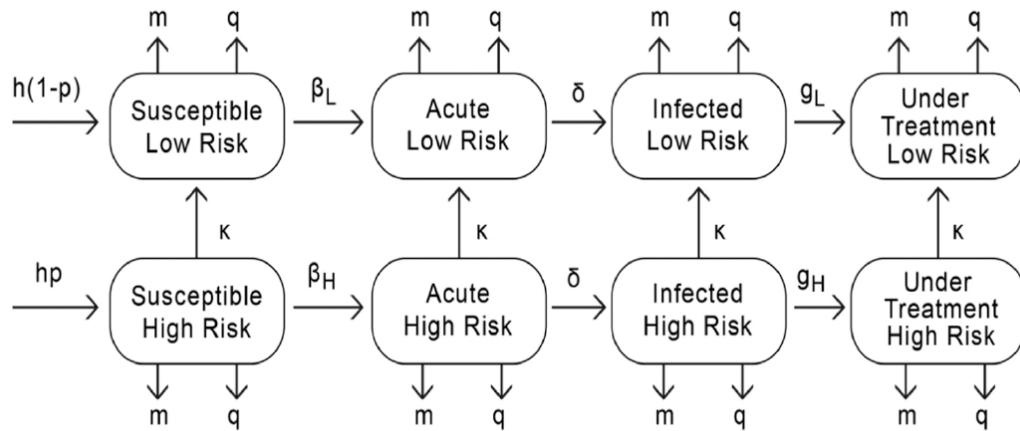 m q m q m q m q
h(1-p) β_L δ g_L
Susceptible Acute Infected Under
Low Risk Low Risk Low Risk Treatment
Low Risk
κ κ κ κ
hp β_H δ g_H
Susceptible Acute Infected Under
High Risk High Risk High Risk Treatment
High Risk
m q m q m q m q